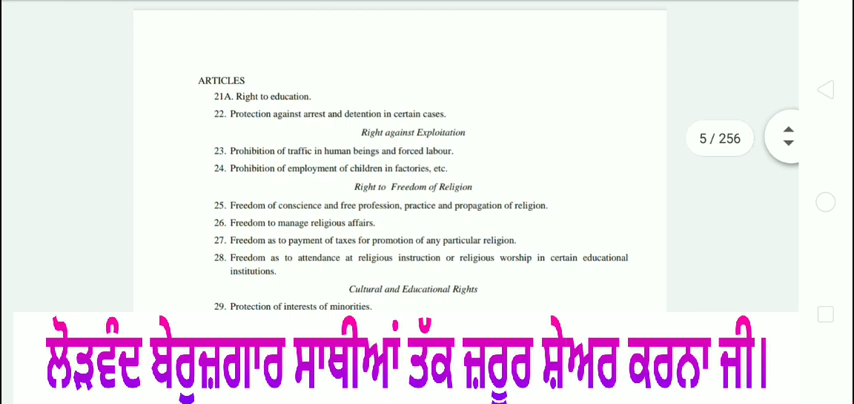 ARTICLES
21A. Right to education.
22. Protection against arrest and detention in certain cases.
Right against Exploitation
23. Prohibition of traffic in human beings and forced labour.
24. Prohibition of employment of children in factories, etc.
Right to Freedom of Religion
25. Freedom of conscience and free profession, practice and propagation of religion.
26. Freedom to manage religious affairs.
27. Freedom as to payment of taxes for promotion of any particular religion.
28. Freedom as to attendance at religious instruction or religious worship in certain educational
institutions.
Cultural and Educational Rights
29. Protection of interests of minorities.
5 / 256
ਲੋੜਵੰਦ ਬੇਰੁਜ਼ਗਾਰ ਸਾਥੀਆਂ ਤੱਕ ਜ਼ਰੂਰ ਸ਼ੇਅਰ ਕਰਨਾ ਜੀ।